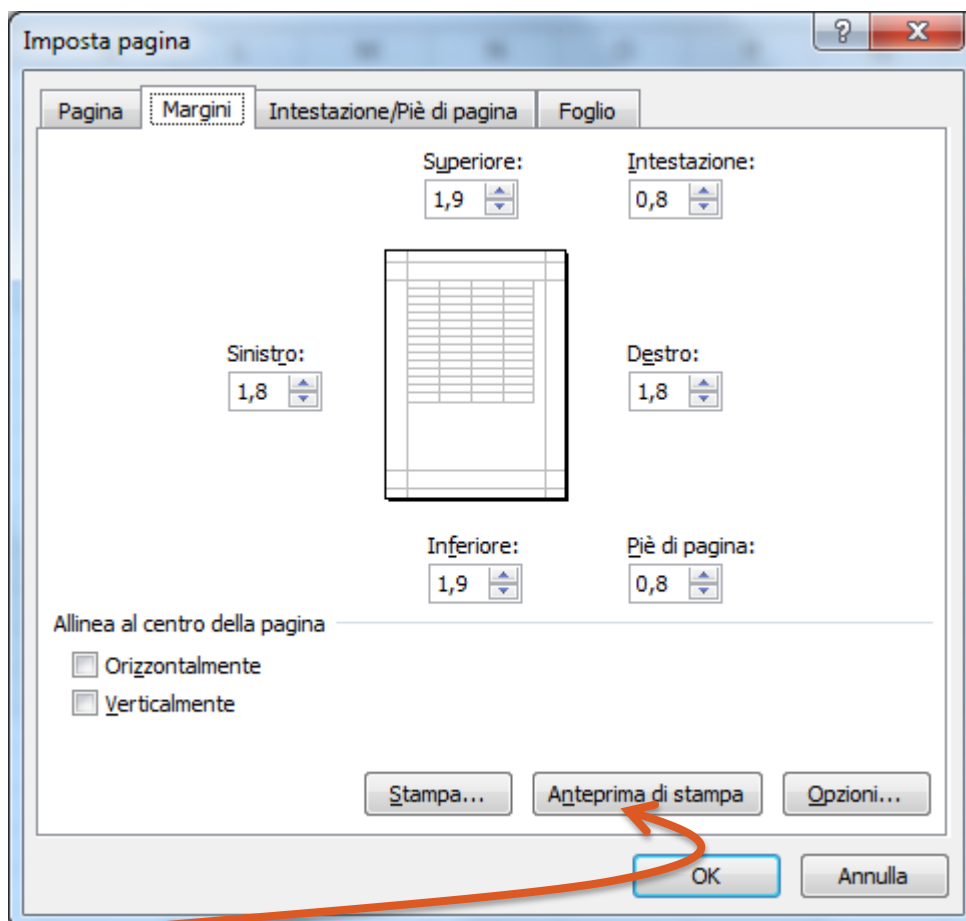 Imposta pagina
Pagina Margini Intestazione/Piè di pagina Foglio
Superiore: Intestazione:
1,9 0,8
Sinistro: Destro:
1,8 1,8
Inferiore: Piè di pagina:
1,9 0,8
Allinea al centro della pagina
Orizzontalmente
Verticalmente
Stampa... Anteprima di stampa Opzioni...
OK Annulla